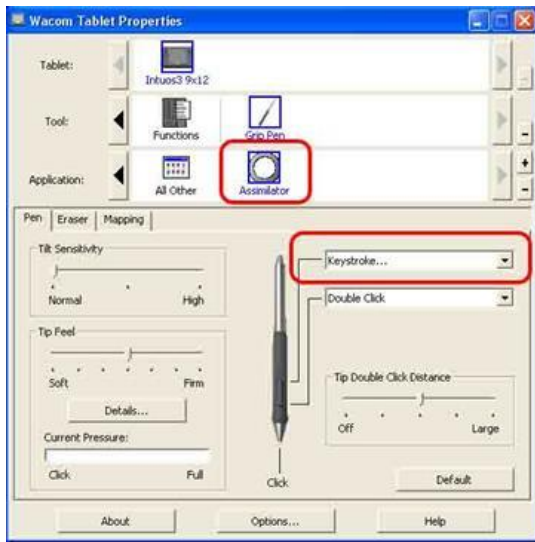 Wacom Tablet Properties
Tablet:
Intuos3 9x12
Tool:
Functions
Grip Pen
Application:
All Other
Assimilator
Pen
Eraser
Mapping
Tilt Sensitivity
Normal
High
Keystroke...
Double Click
Tip Feel
Soft
Firm
Details...
Current Pressure:
Click
Full
Click
Tip Double Click Distance
Off
Large
Default
About
Options...
Help